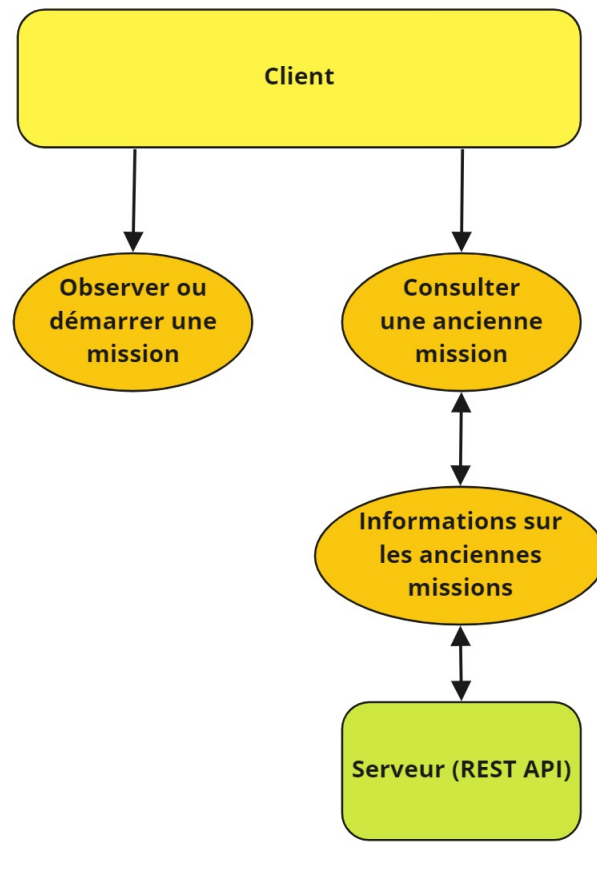 Client
Observer ou
démarrer une
mission
Consulter
une ancienne
mission
Informations sur
les anciennes
missions
Serveur (REST API)